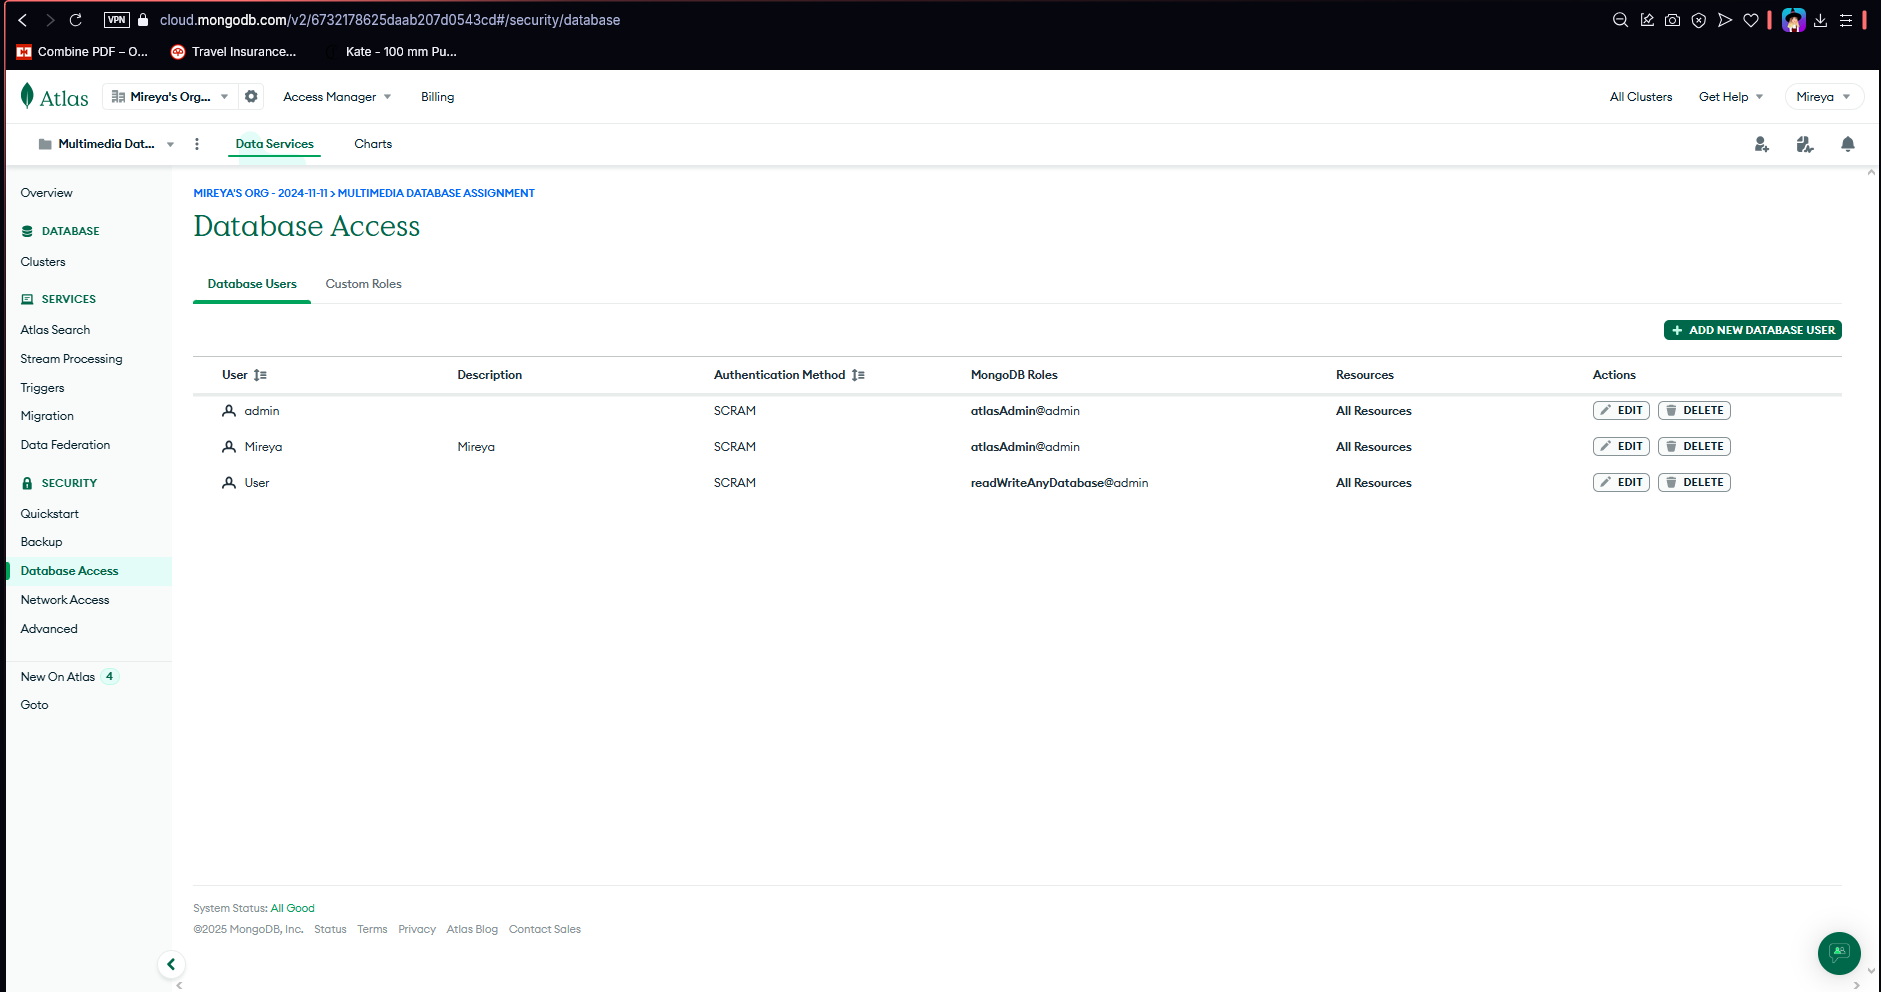 VPN cloud.mongodb.com/v2/6732178625daab207d0543cd#/security/database
Combine PDF – O... Travel Insurance... Kate - 100 mm Pu...
Atlas Mireya's Org... Access Manager Billing All Clusters Get Help Mireya
Multimedia Dat... Data Services Charts
Overview
DATABASE
Clusters
SERVICES
Atlas Search
Stream Processing
Triggers
Migration
Data Federation
SECURITY
Quickstart
Backup
Database Access
Network Access
Advanced
New On Atlas 4
Goto
MIREYA'S ORG - 2024-11-11 > MULTIMEDIA DATABASE ASSIGNMENT
Database Access
Database Users Custom Roles
+ ADD NEW DATABASE USER
User Description Authentication Method MongoDB Roles Resources Actions
admin SCRAM atlasAdmin@admin All Resources EDIT DELETE
Mireya Mireya SCRAM atlasAdmin@admin All Resources EDIT DELETE
User SCRAM readWriteAnyDatabase@admin All Resources EDIT DELETE
System Status: All Good
©2025 MongoDB, Inc. Status Terms Privacy Atlas Blog Contact Sales